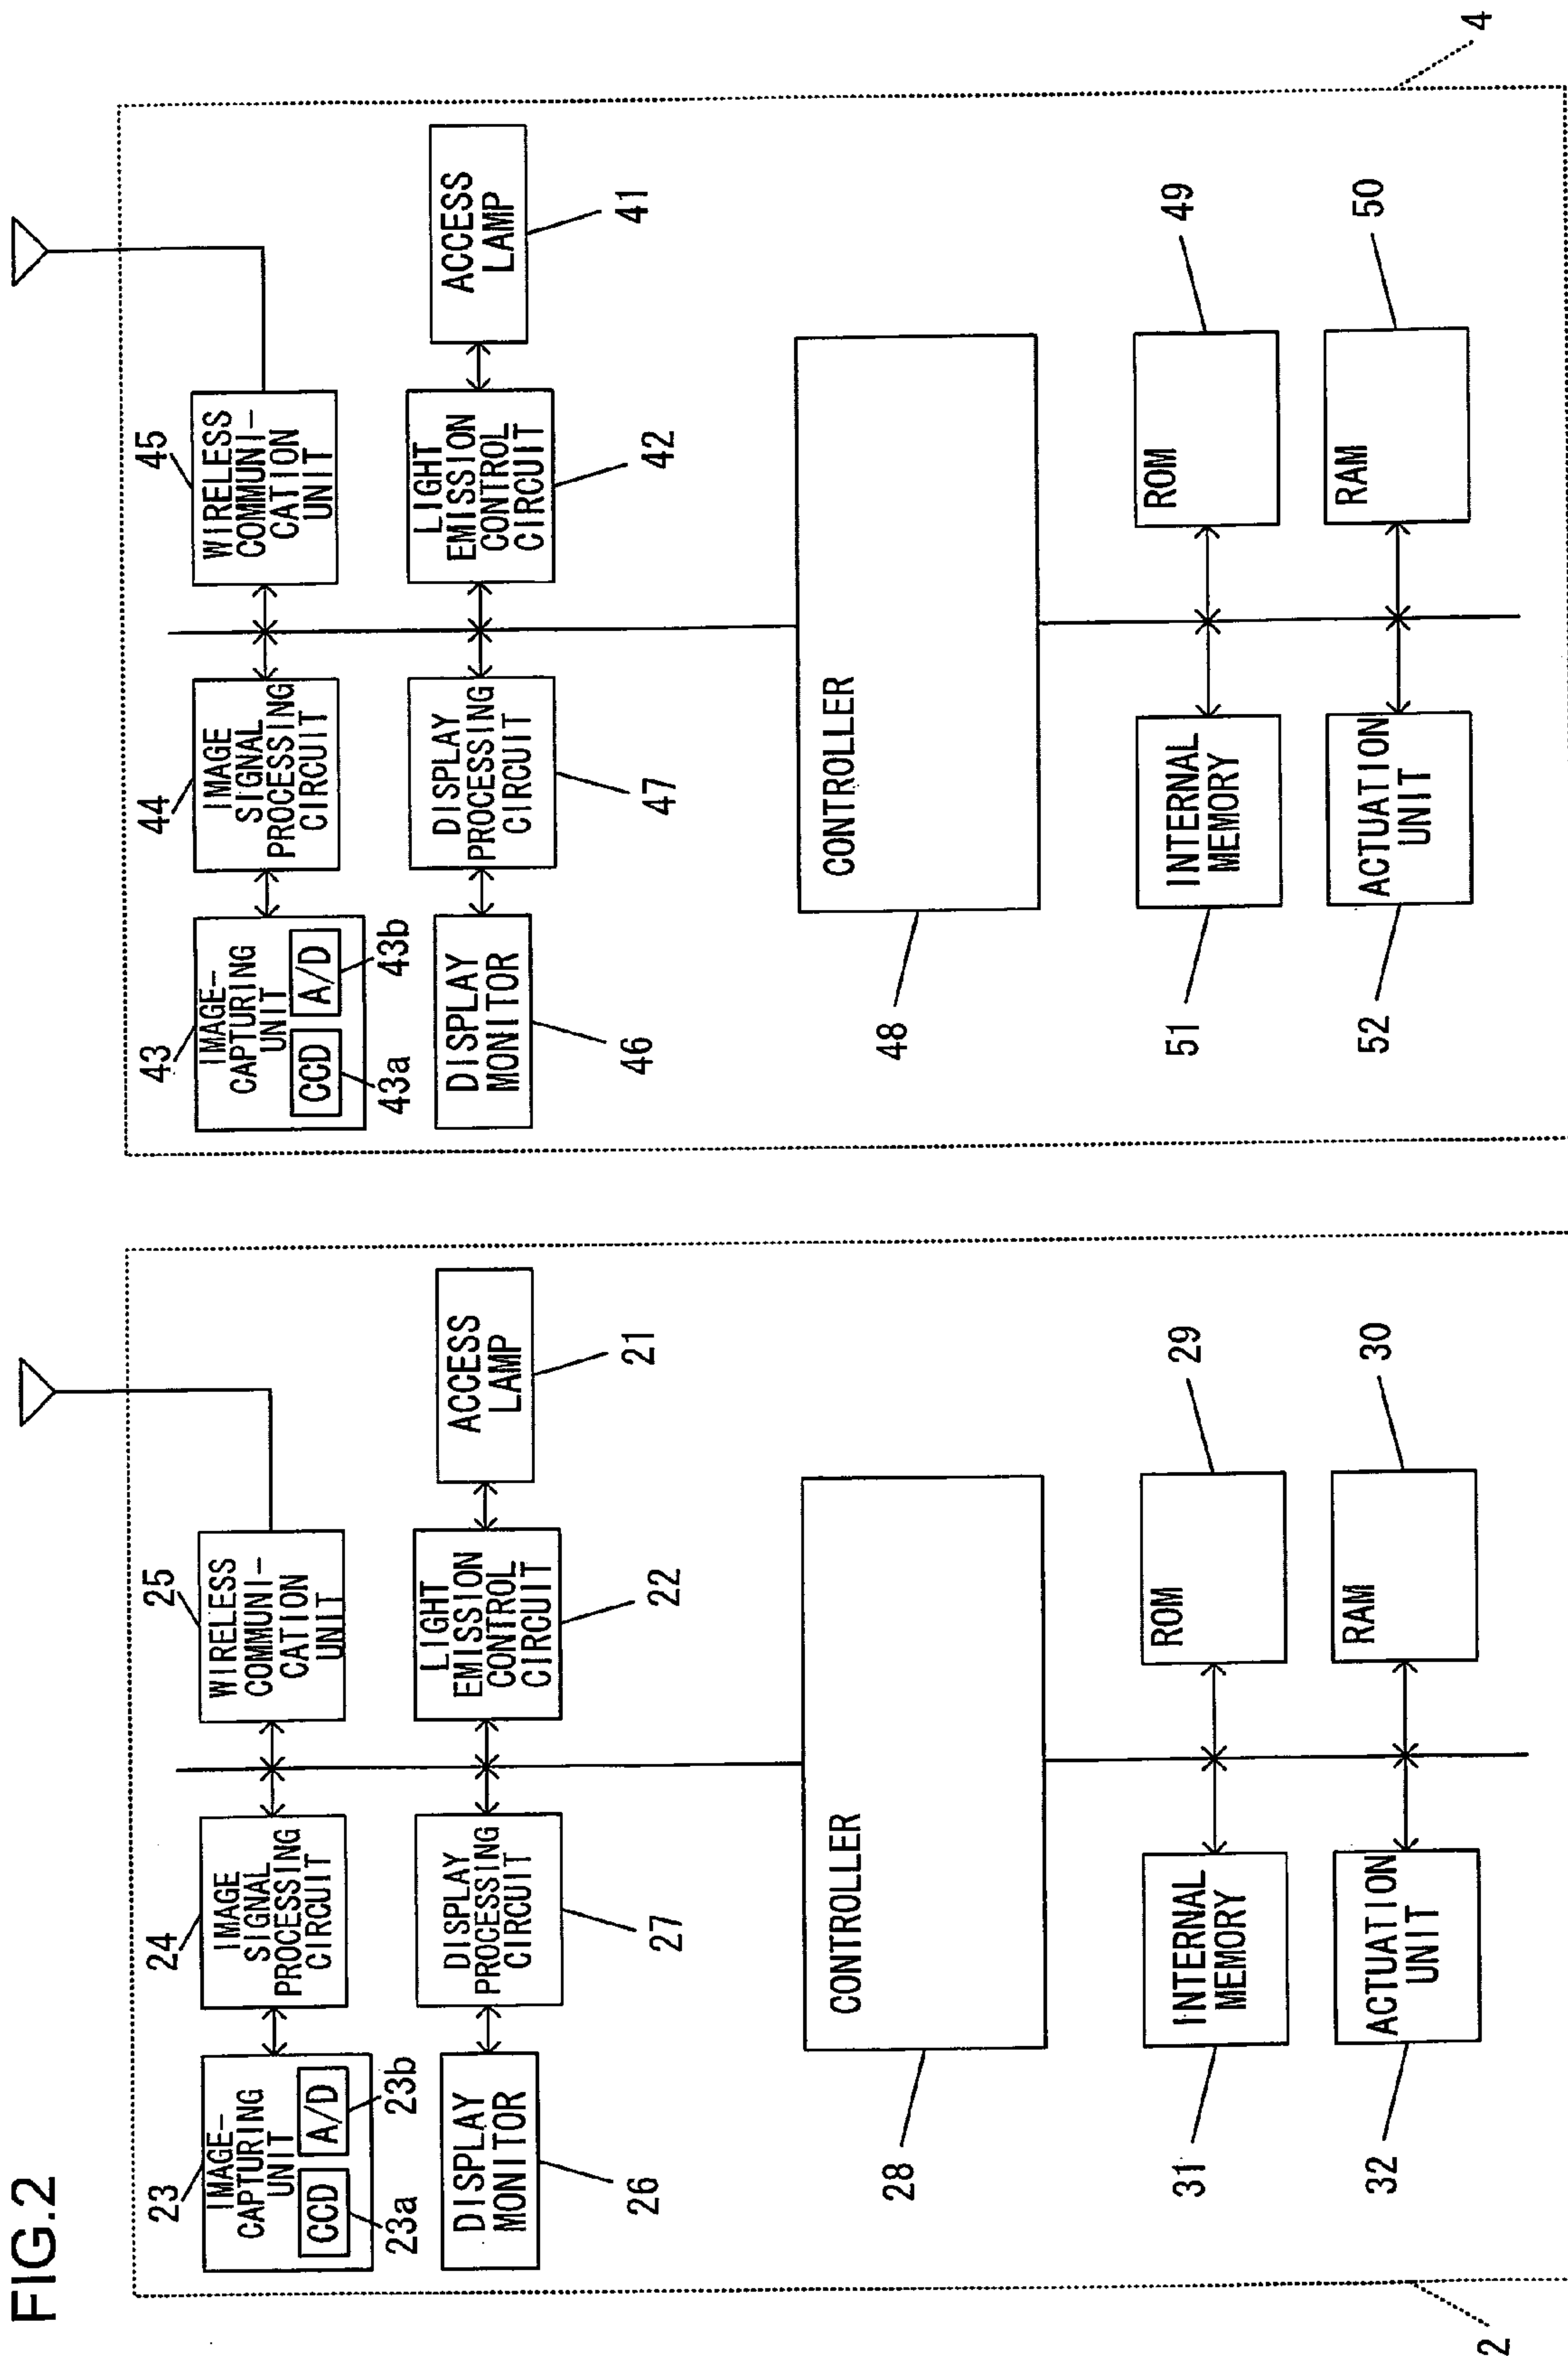 FIG.2
23
IMAGE-
CAPTURING
UNIT
CCD
A/D
23a
23b
24
IMAGE
SIGNAL
PROCESSING
CIRCUIT
25
WIRELESS
COMMUNI-
CATION
UNIT
DISPLAY
MONITOR
26
DISPLAY
PROCESSING
CIRCUIT
27
LIGHT
EMISSION
CONTROL
CIRCUIT
22
ACCESS
LAMP
21
CONTROLLER
28
INTERNAL
MEMORY
31
ROM
29
ACTUATION
UNIT
32
RAM
30
2
43
IMAGE-
CAPTURING
UNIT
CCD
A/D
43a
43b
44
IMAGE
SIGNAL
PROCESSING
CIRCUIT
45
WIRELESS
COMMUNI-
CATION
UNIT
DISPLAY
MONITOR
46
DISPLAY
PROCESSING
CIRCUIT
47
LIGHT
EMISSION
CONTROL
CIRCUIT
42
ACCESS
LAMP
41
CONTROLLER
48
INTERNAL
MEMORY
51
ROM
49
ACTUATION
UNIT
52
RAM
50
4